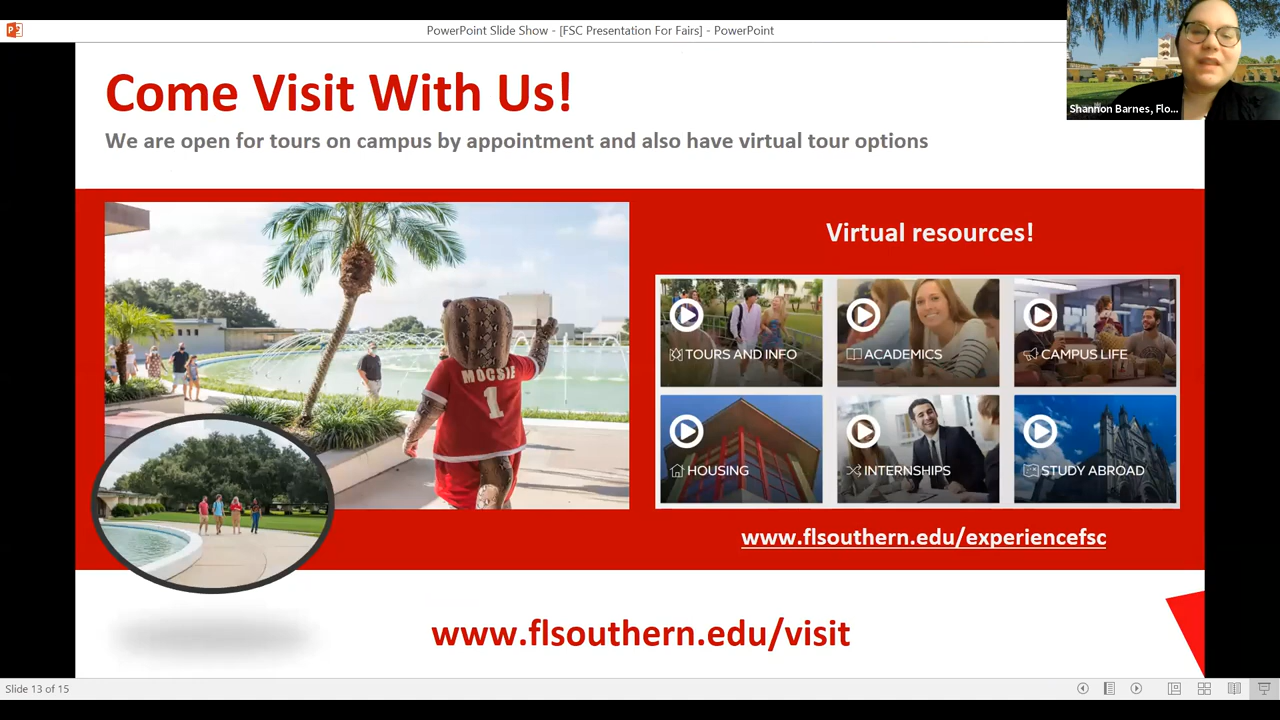 PowerPoint Slide Show - [FSC Presentation For Fairs] - PowerPoint
Shannon Barnes, Flo...
Come Visit With Us!
We are open for tours on campus by appointment and also have virtual tour options
Virtual resources!
MOCSIE
1
TOURS AND INFO
ACADEMICS
CAMPUS LIFE
HOUSING
INTERNSHIPS
STUDY ABROAD
www.flsouthern.edu/experiencefsc
www.flsouthern.edu/visit
Slide 13 of 15